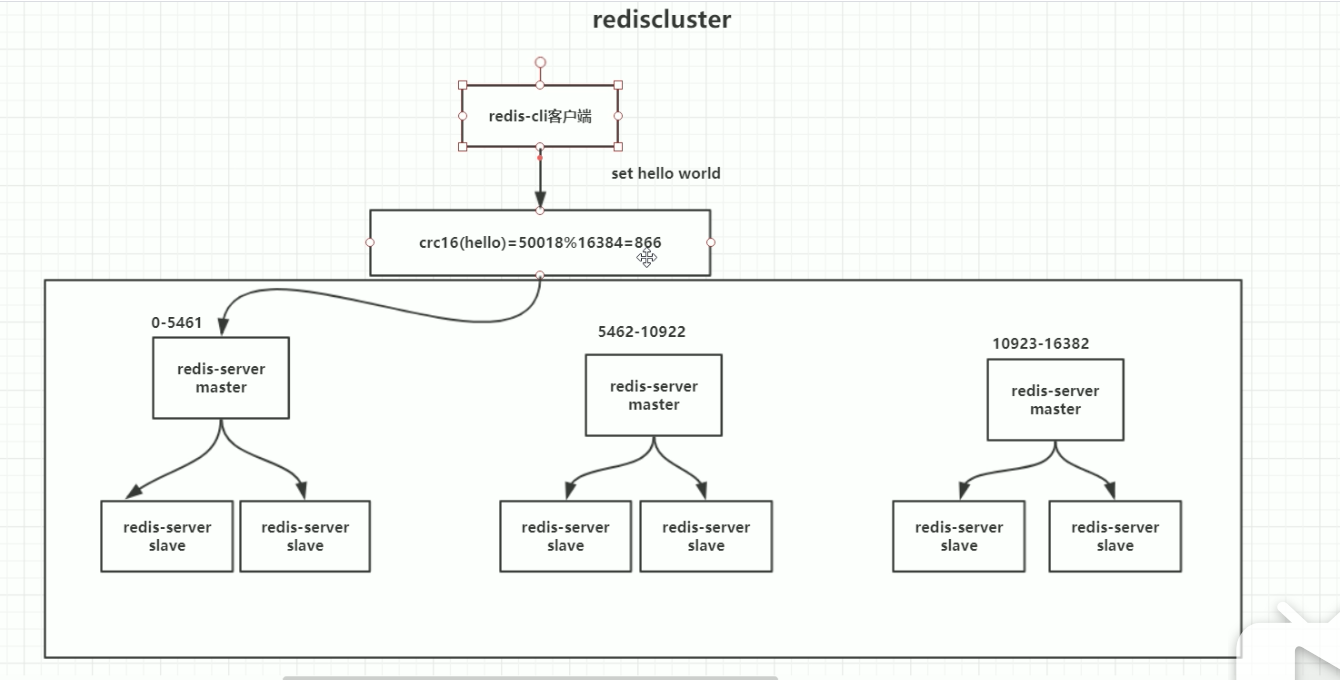 rediscluster
redis-cli客户端
set hello world
crc16(hello)=50018%16384=866
0-5461
redis-server
master
redis-server
slave
redis-server
slave
5462-10922
redis-server
master
redis-server
slave
redis-server
slave
10923-16382
redis-server
master
redis-server
slave
redis-server
slave